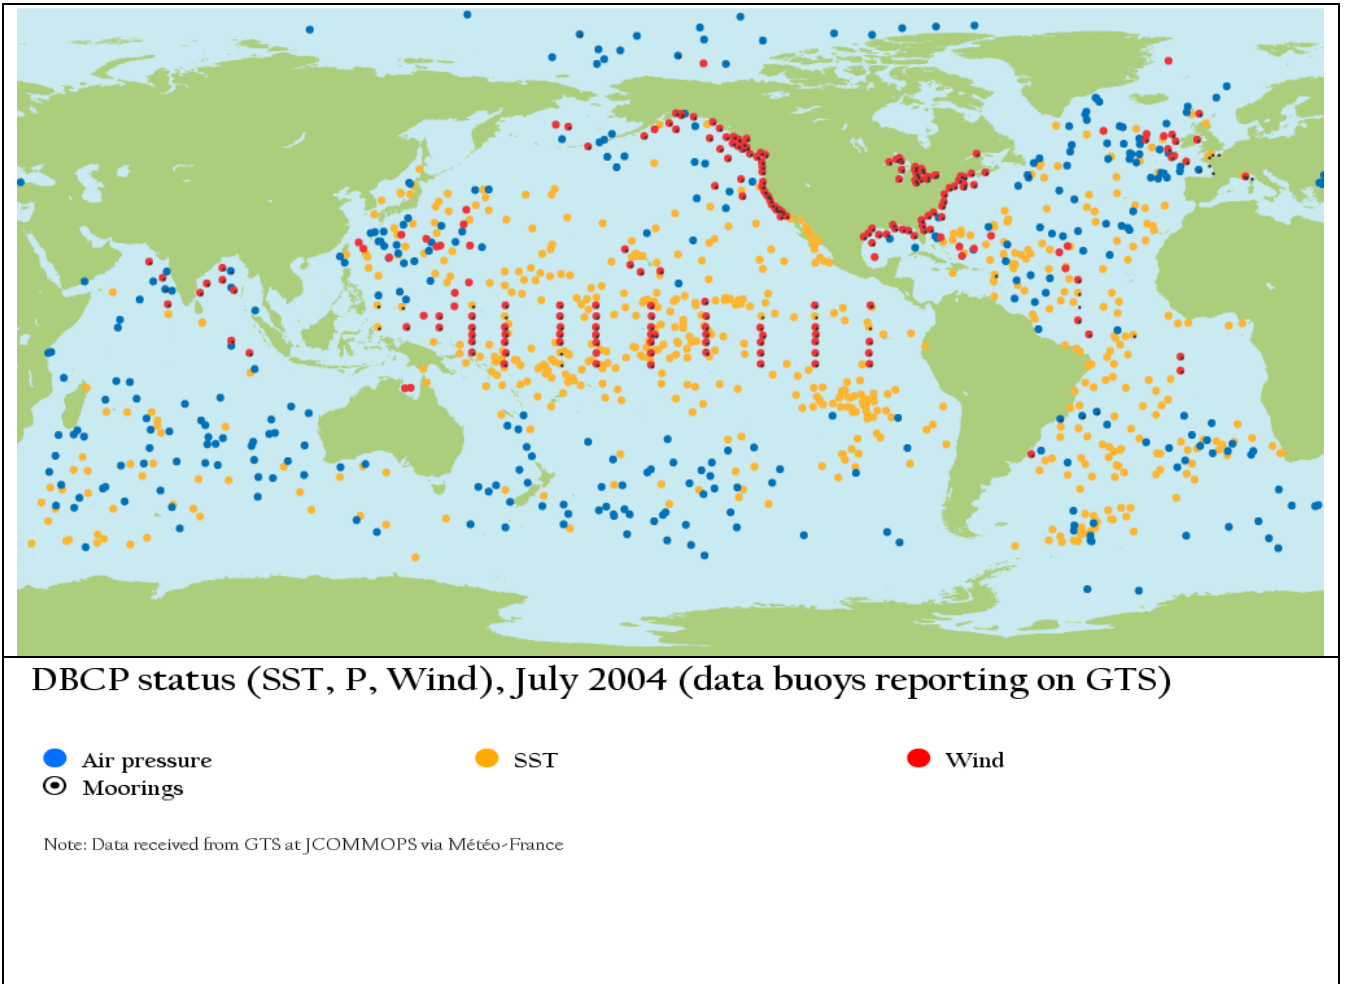 DBCP status (SST, P, Wind), July 2004 (data buoys reporting on GTS)
Air pressure SST Wind
Moorings
Note: Data received from GTS at JCOMMOPS via Météo-France